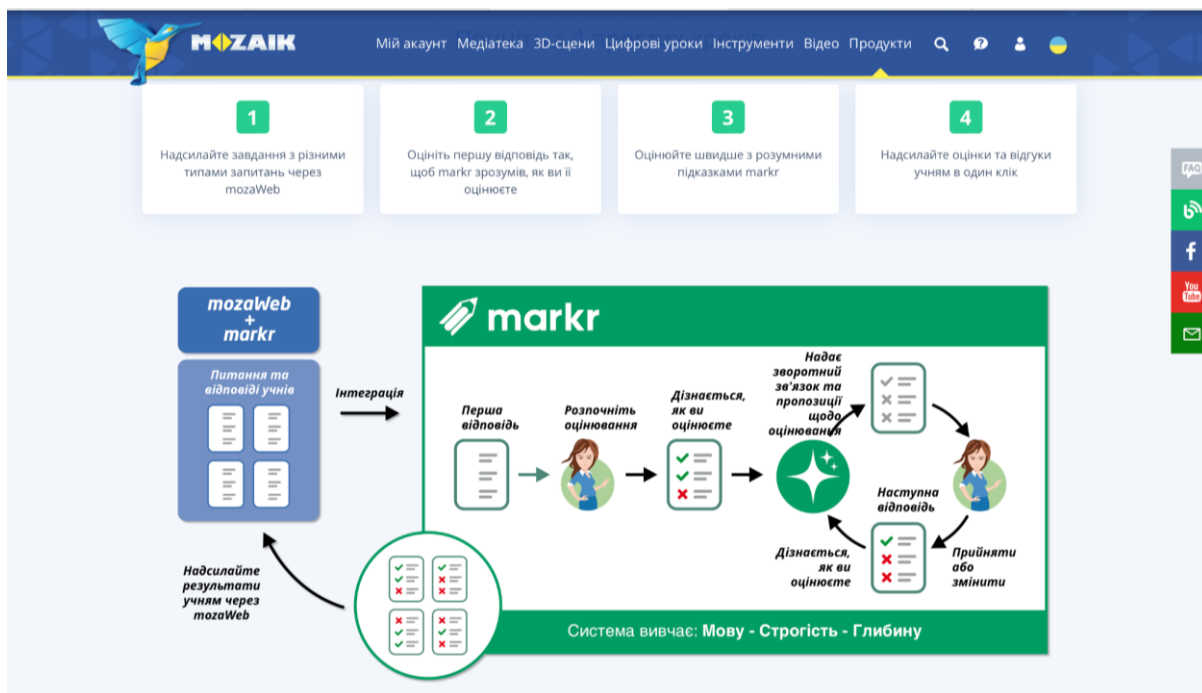 MOZAIK
Мій акаунт Медіатека 3D-сцени Цифрові уроки Інструменти Відео Продукти
1
Надсилайте завдання з різними
типами запитань через
mozaWeb
2
Оцініть першу відповідь так,
щоб markr зрозумів, як ви її
оцінюєте
3
Оцінюйте швидше з розумними
підказками markr
4
Надсилайте оцінки та відгуки
учням в один клік
FAQ
You
Tube
mozaWeb
+
markr
Питання та
відповіді учнів
Інтеграція
markr
Перша
відповідь
Розпочніть
оцінювання
Дізнається,
як ви
оцінюєте
Надає
зворотний
зв'язок та
пропозиції
щодо
оцінювання
Наступна
відповідь
Прийняти
або
змінити
Дізнається,
як ви
оцінюєте
Надсилайте
результати
учням через
mozaWeb
Система вивчає: Мову - Строгість - Глибину